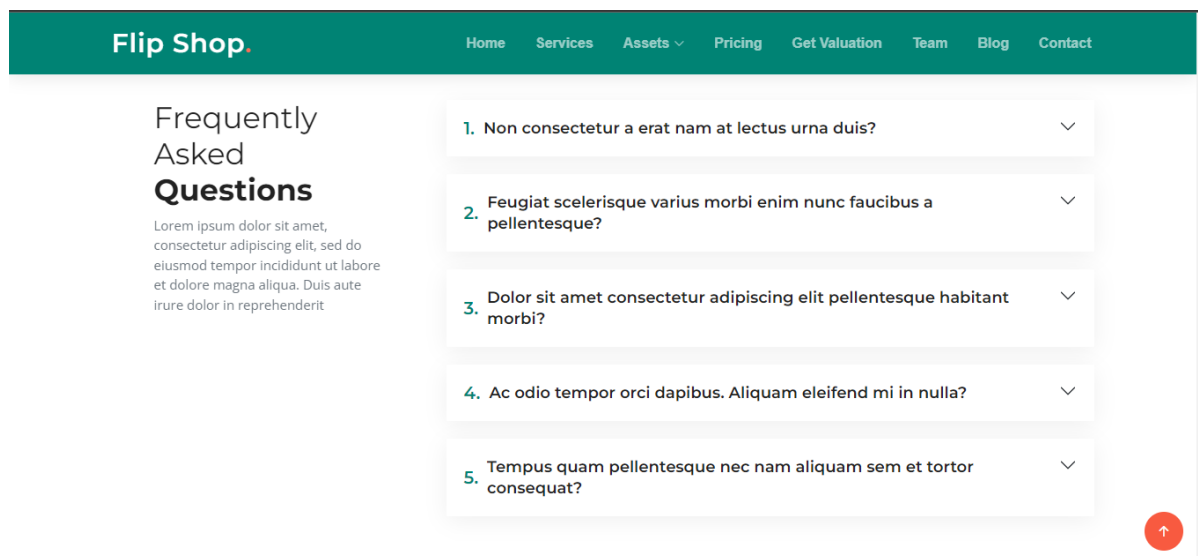 Flip Shop.
Home Services Assets Pricing Get Valuation Team Blog Contact
Frequently
Asked
Questions
Lorem ipsum dolor sit amet,
consectetur adipiscing elit, sed do
eiusmod tempor incididunt ut labore
et dolore magna aliqua. Duis aute
irure dolor in reprehenderit
1. Non consectetur a erat nam at lectus urna duis?
2. Feugiat scelerisque varius morbi enim nunc faucibus a
pellentesque?
3. Dolor sit amet consectetur adipiscing elit pellentesque habitant
morbi?
4. Ac odio tempor orci dapibus. Aliquam eleifend mi in nulla?
5. Tempus quam pellentesque nec nam aliquam sem et tortor
consequat?